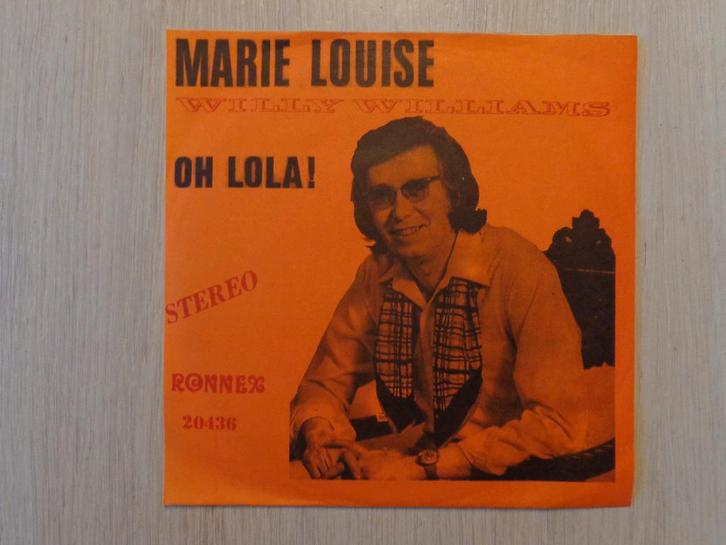 MARIE LOUISE
WILLY WILLIAMS
OH LOLA!
STEREO
RONNEX
20436